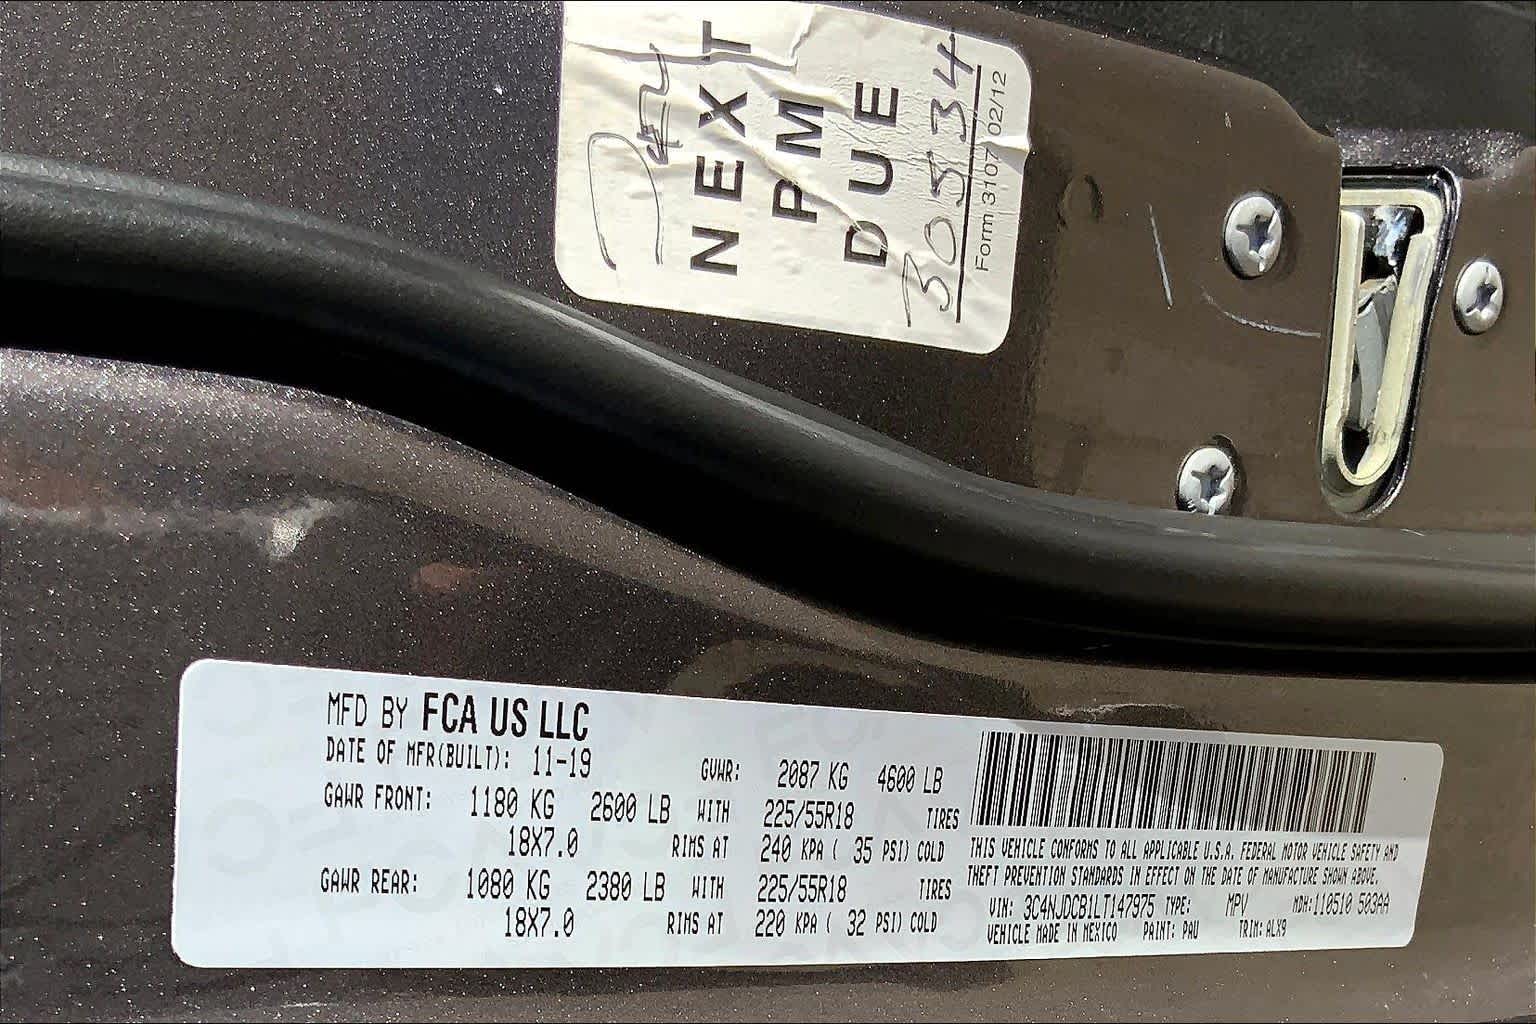 NEXT
PM
DUE
30534
Form 3107 02/12
MFD BY FCA US LLC
DATE OF MFR(BUILT): 11-19 GVWR: 2087 KG 4600 LB
GAWR FRONT: 1180 KG 2600 LB WITH 225/55R18 TIRES
18X7.0 RIMS AT 240 KPA ( 35 PSI) COLD
GAWR REAR: 1080 KG 2380 LB WITH 225/55R18 TIRES
18X7.0 RIMS AT 220 KPA ( 32 PSI) COLD
THIS VEHICLE CONFORMS TO ALL APPLICABLE U.S.A. FEDERAL MOTOR VEHICLE SAFETY AND
THEFT PREVENTION STANDARDS IN EFFECT ON THE DATE OF MANUFACTURE SHOWN ABOVE.
VIN: 3C4NJDCB1LT147975 TYPE: MPV MDH:110510 503AA
VEHICLE MADE IN MEXICO PAINT: PAU TRIM: ALX9